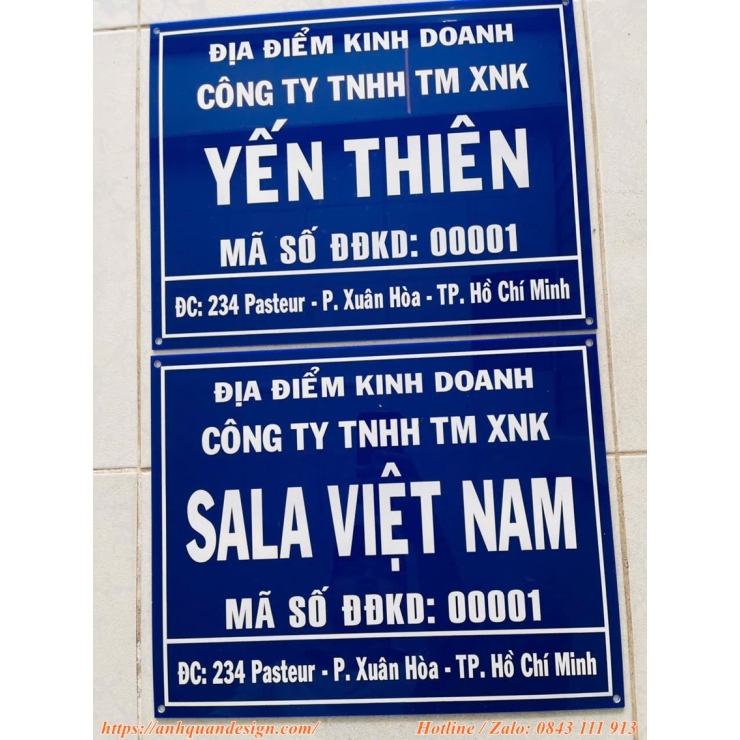 ĐỊA ĐIỂM KINH DOANH
CÔNG TY TNHH TM XNK
YẾN THIÊN
MÃ SỐ ĐĐKD: 00001
ĐC: 234 Pasteur - P. Xuân Hòa - TP. Hồ Chí Minh
ĐỊA ĐIỂM KINH DOANH
CÔNG TY TNHH TM XNK
SALA VIỆT NAM
MÃ SỐ ĐĐKD: 00001
ĐC: 234 Pasteur - P. Xuân Hòa - TP. Hồ Chí Minh
https://anhquandesign.com/ Hotline / Zalo: 0843 111 913